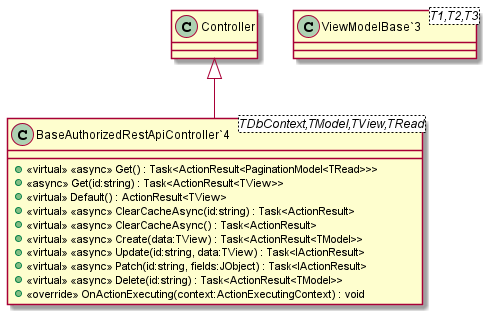 C Controller
C ViewModelBase`3
T1,T2,T3
C BaseAuthorizedRestApiController`4
TDbContext,TModel,TView,TRead
«virtual» «async» Get() : Task<ActionResult<PaginationModel<TRead>>>
«async» Get(id:string) : Task<ActionResult<TView>>
«virtual» Default() : ActionResult<TView>
«virtual» «async» ClearCacheAsync(id:string) : Task<ActionResult>
«virtual» «async» ClearCacheAsync() : Task<ActionResult>
«virtual» «async» Create(data:TView) : Task<ActionResult<TModel>>
«virtual» «async» Update(id:string, data:TView) : Task<IActionResult>
«virtual» «async» Patch(id:string, fields:JObject) : Task<IActionResult>
«virtual» «async» Delete(id:string) : Task<ActionResult<TModel>>
«override» OnActionExecuting(context:ActionExecutingContext) : void